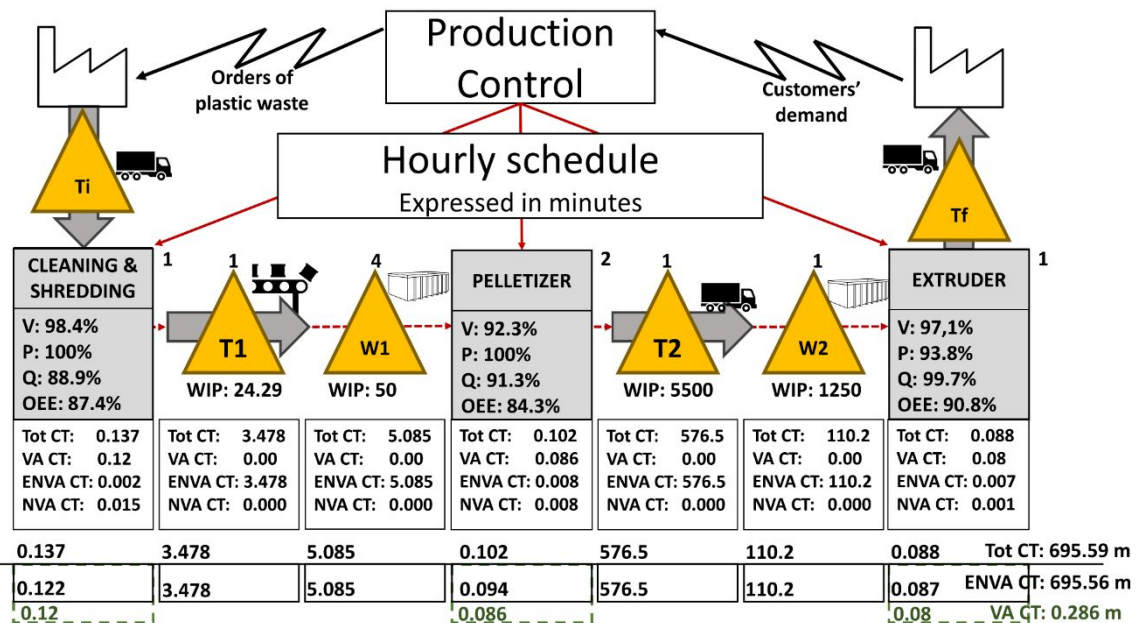 Production
Control
Orders of
plastic waste
Customers'
demand
Hourly schedule
Expressed in minutes
Ti
Tf
CLEANING &
SHREDDING
V: 98.4%
P: 100%
Q: 88.9%
OEE: 87.4%
1
1
T1
WIP: 24.29
4
W1
WIP: 50
PELLETIZER
V: 92.3%
P: 100%
Q: 91.3%
OEE: 84.3%
2
1
T2
WIP: 5500
1
W2
WIP: 1250
EXTRUDER
V: 97,1%
P: 93.8%
Q: 99.7%
OEE: 90.8%
1
Tot CT: 0.137
VA CT: 0.12
ENVA CT: 0.002
NVA CT: 0.015
Tot CT: 3.478
VA CT: 0.00
ENVA CT: 3.478
NVA CT: 0.000
Tot CT: 5.085
VA CT: 0.00
ENVA CT: 5.085
NVA CT: 0.000
Tot CT: 0.102
VA CT: 0.086
ENVA CT: 0.008
NVA CT: 0.008
Tot CT: 576.5
VA CT: 0.00
ENVA CT: 576.5
NVA CT: 0.000
Tot CT: 110.2
VA CT: 0.00
ENVA CT: 110.2
NVA CT: 0.000
Tot CT: 0.088
VA CT: 0.08
ENVA CT: 0.007
NVA CT: 0.001
0.137 3.478 5.085 0.102 576.5 110.2 0.088 Tot CT: 695.59 m
0.122 3.478 5.085 0.094 576.5 110.2 0.087 ENVA CT: 695.56 m
0.12 0.086 0.08 VA CT: 0.286 m